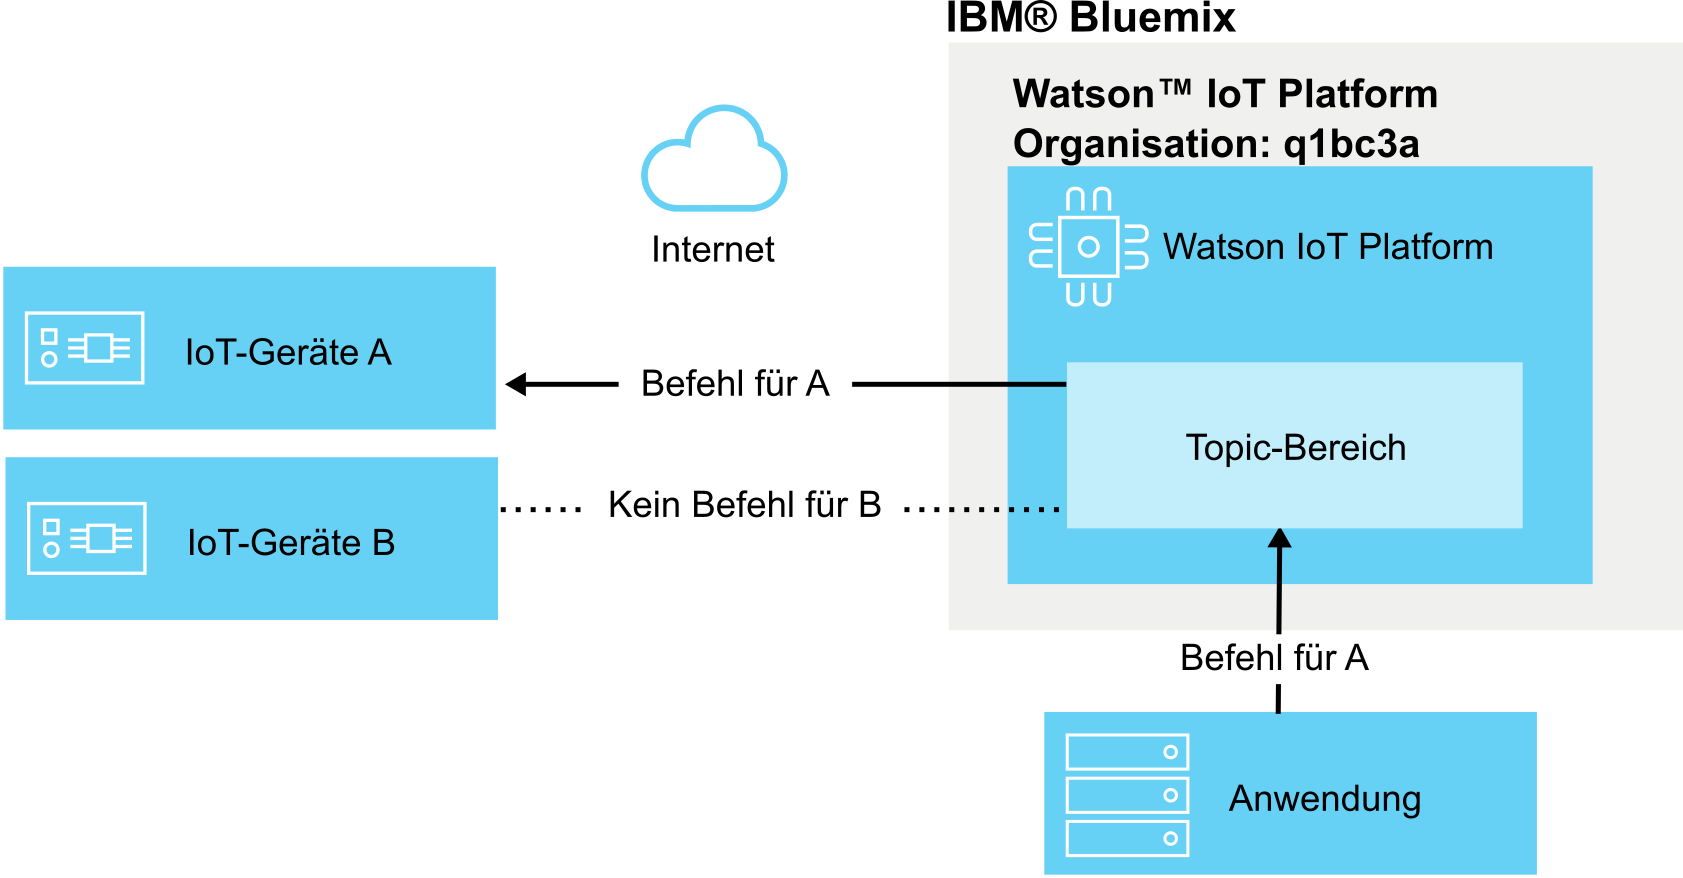 IBM® Bluemix
Watson™ IoT Platform
Organisation: q1bc3a
Internet
Watson IoT Platform
IoT-Geräte A
Befehl für A
Topic-Bereich
Kein Befehl für B
IoT-Geräte B
Befehl für A
Anwendung